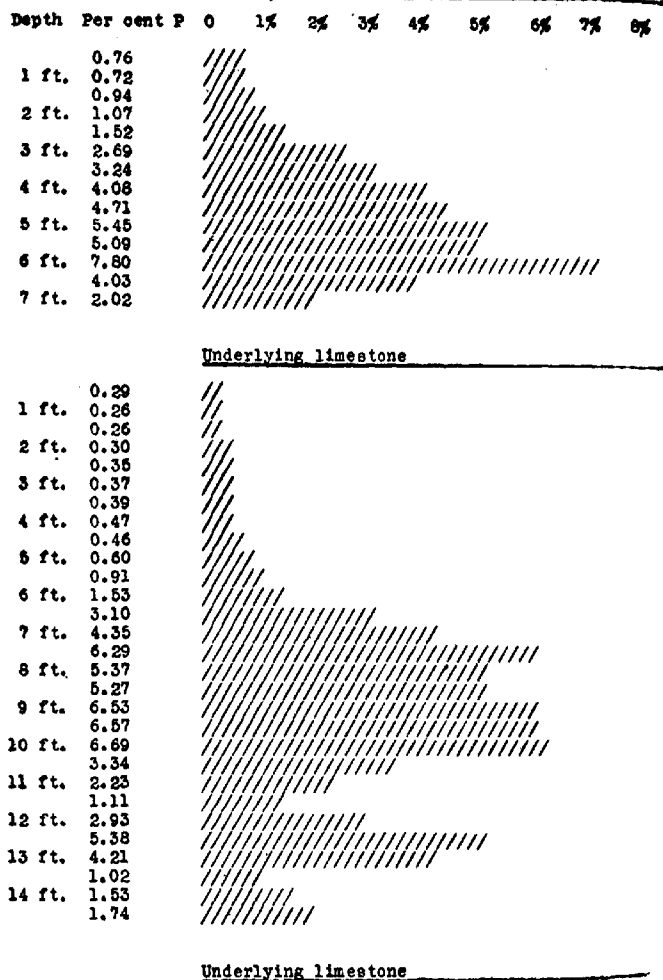 Depth Per cent P 0 1% 2% 3% 4% 5% 6% 7% 8%
0.76
1 ft. 0.72
0.94
2 ft. 1.07
1.52
3 ft. 2.69
3.24
4 ft. 4.08
4.71
5 ft. 5.45
5.09
6 ft. 7.80
4.03
7 ft. 2.02
Underlying limestone
0.29
1 ft. 0.26
0.26
2 ft. 0.30
0.35
3 ft. 0.37
0.39
4 ft. 0.47
0.46
5 ft. 0.60
0.91
6 ft. 1.53
3.10
7 ft. 4.35
6.29
8 ft. 5.37
5.27
9 ft. 6.53
6.57
10 ft. 6.69
3.34
11 ft. 2.23
1.11
12 ft. 2.93
5.38
13 ft. 4.21
1.02
14 ft. 1.53
1.74
Underlying limestone